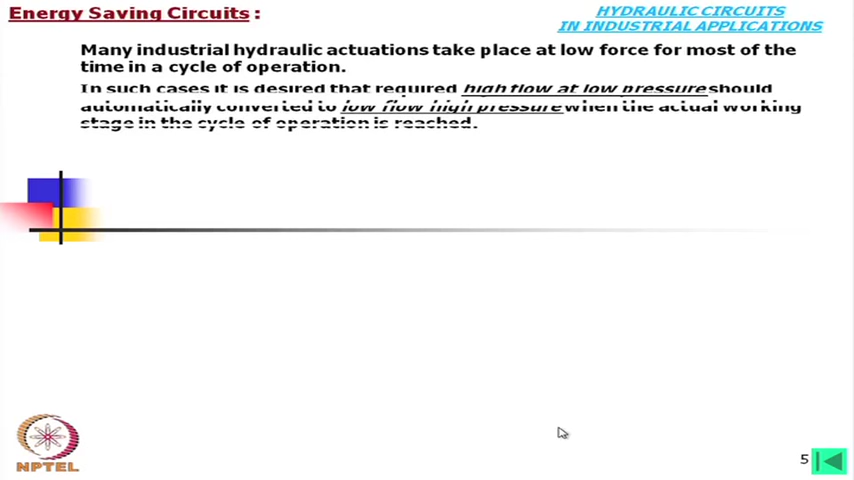 Energy Saving Circuits :
HYDRAULIC CIRCUITS
IN INDUSTRIAL APPLICATIONS
Many industrial hydraulic actuations take place at low force for most of the
time in a cycle of operation.
In such cases it is desired that required high flow at low pressure should
automatically converted to low flow high pressure when the actual working
stage in the cycle of operation is reached.
NPTEL
5